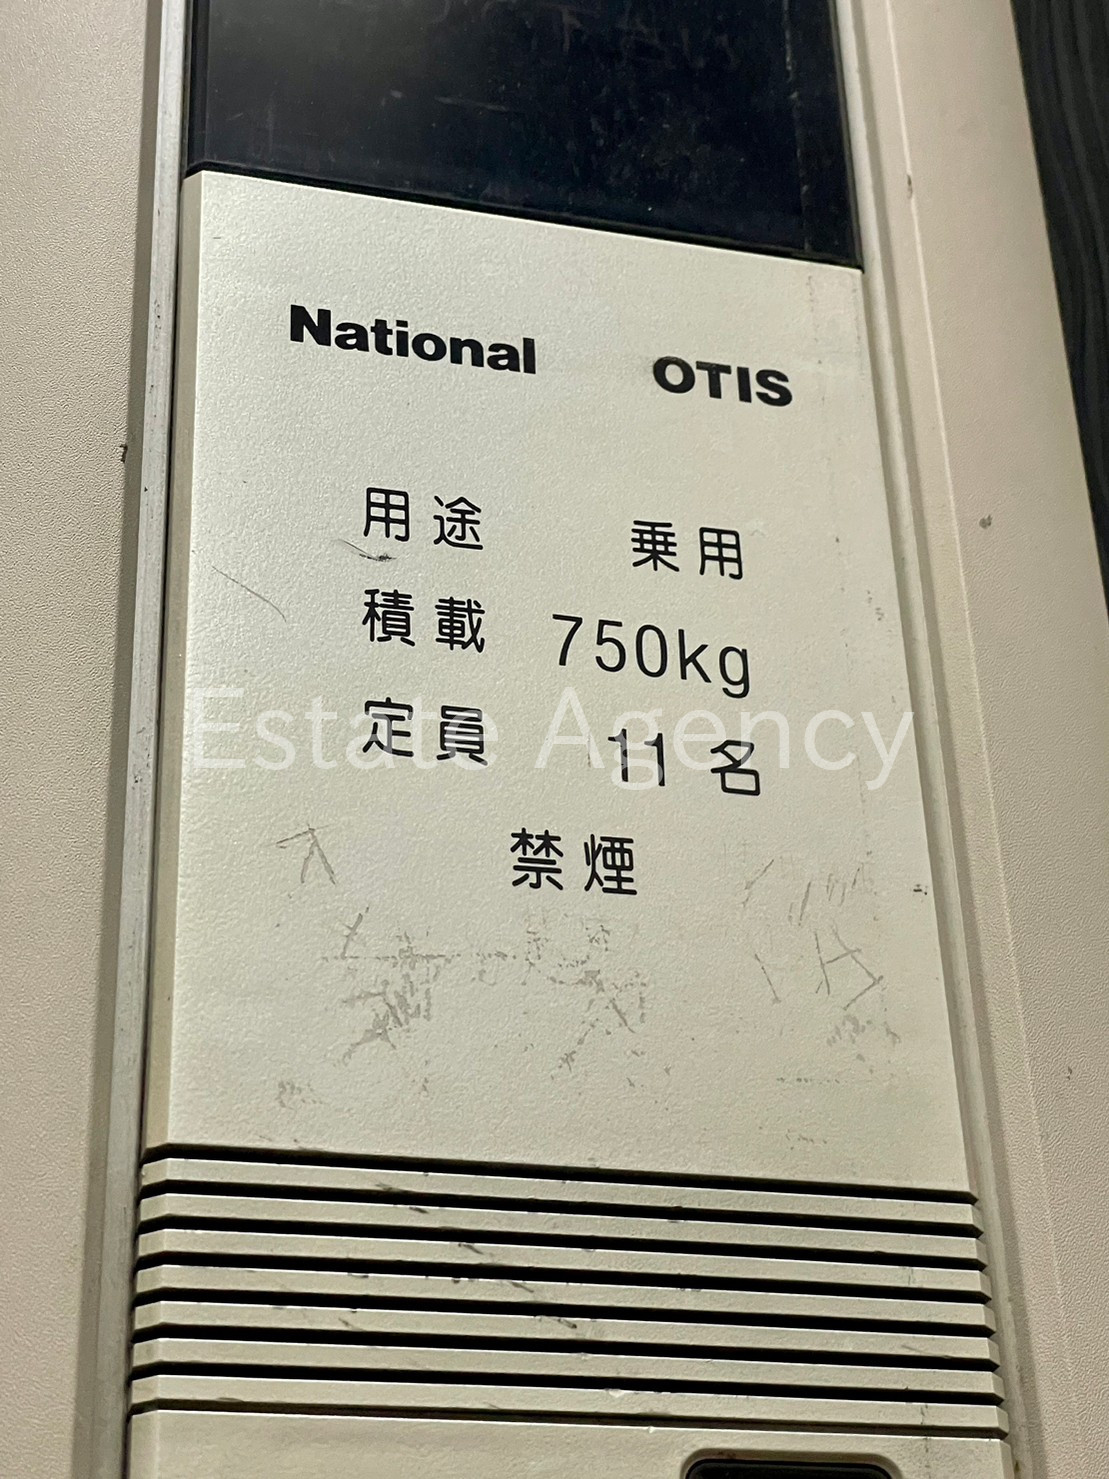 National OTIS
用途 乗用
積載 750kg
定員 11名
禁煙
Estate Agency